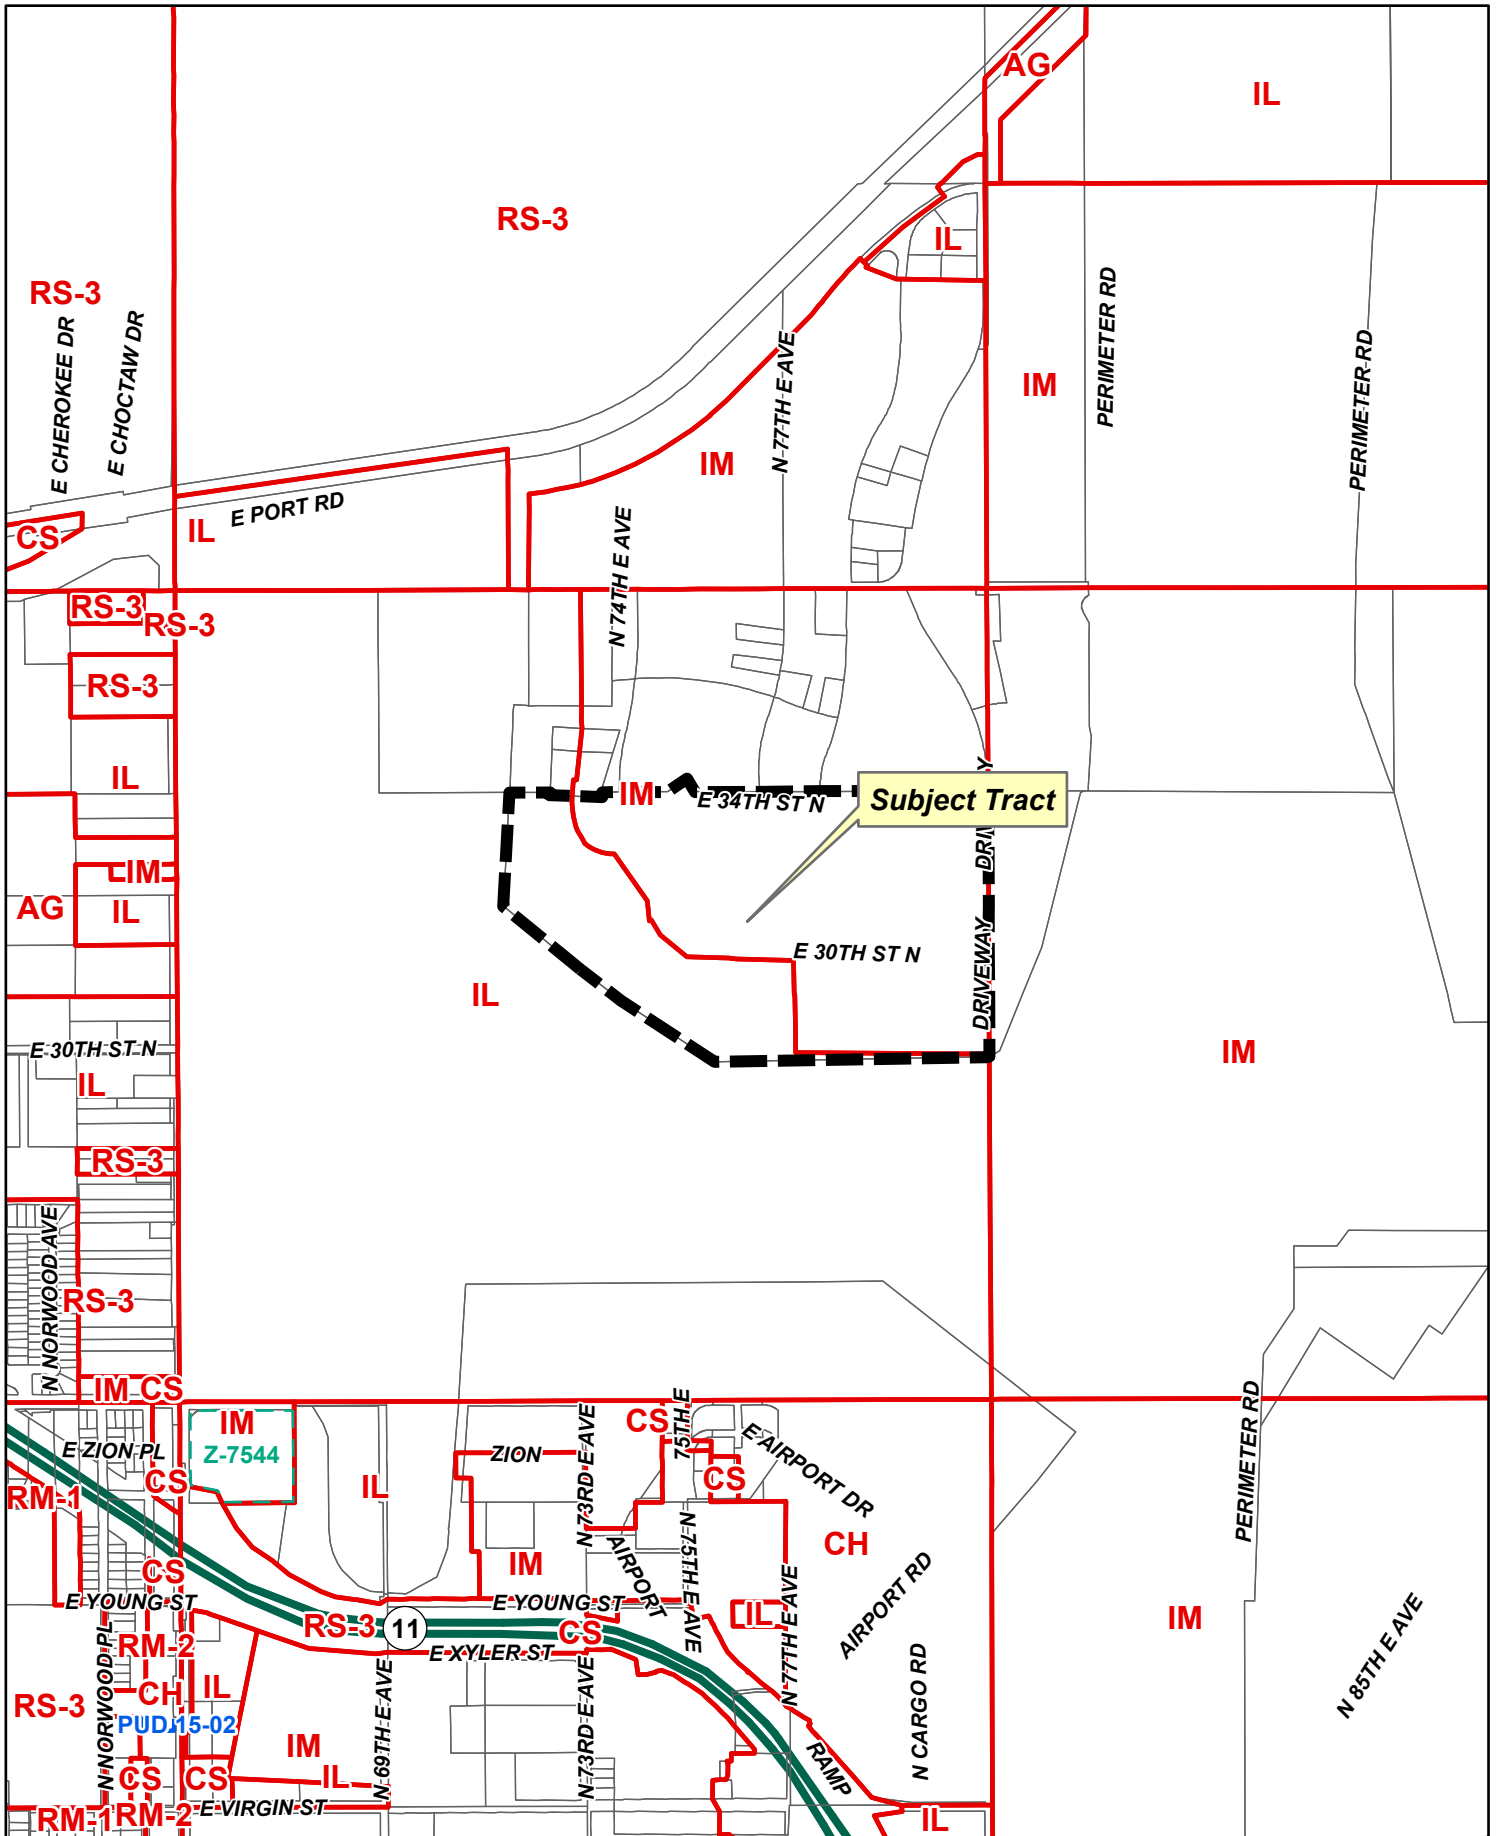 AG
IL
RS-3
IL
RS-3
PERIMETER RD
E CHEROKEE DR
E CHOCTAW DR
N 77TH E AVE
IM
PERIMETER RD
IM
E PORT RD
IL
CS
N 74TH E AVE
RS-3
RS-3
RS-3
IL
IM
E 34TH ST N
Subject Tract
DRIVEWAY
IM
AG
IL
E 30TH ST N
DRIVEWAY
IL
E 30TH ST N
IM
IL
RS-3
N NORWOOD AVE
RS-3
IM
CS
IM
Z-7544
CS
75TH E
E AIRPORT DR
PERIMETER RD
E ZION PL
ZION
N 73RD E AVE
CS
CS
RM-1
IL
N 75TH E AVE
CH
IM
AIRPORT
CS
AIRPORT RD
E YOUNG ST
E YOUNG ST
N 77TH E AVE
IL
IM
RS-3
11
CS
E XYLER ST
N NORWOOD PL
RM-2
N 85TH E AVE
RS-3
CH
IL
N 69TH E AVE
N 73RD E AVE
N CARGO RD
PUD 15-02
IM
RAMP
CS
CS
IL
RM-1
RM-2
E VIRGIN ST
IL